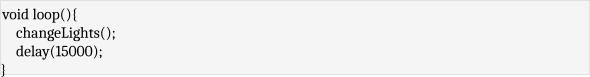 void loop(){
    changeLights();
    delay(15000);
}